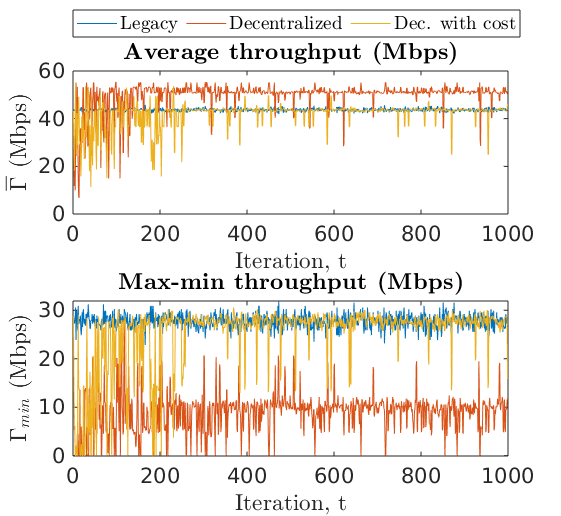 Legacy Decentralized Dec. with cost
Average throughput (Mbps)
60
40
20
0
Γ̅ (Mbps)
0 200 400 600 800 1000
Iteration, t
Max-min throughput (Mbps)
30
20
10
0
Γmin (Mbps)
0 200 400 600 800 1000
Iteration, t